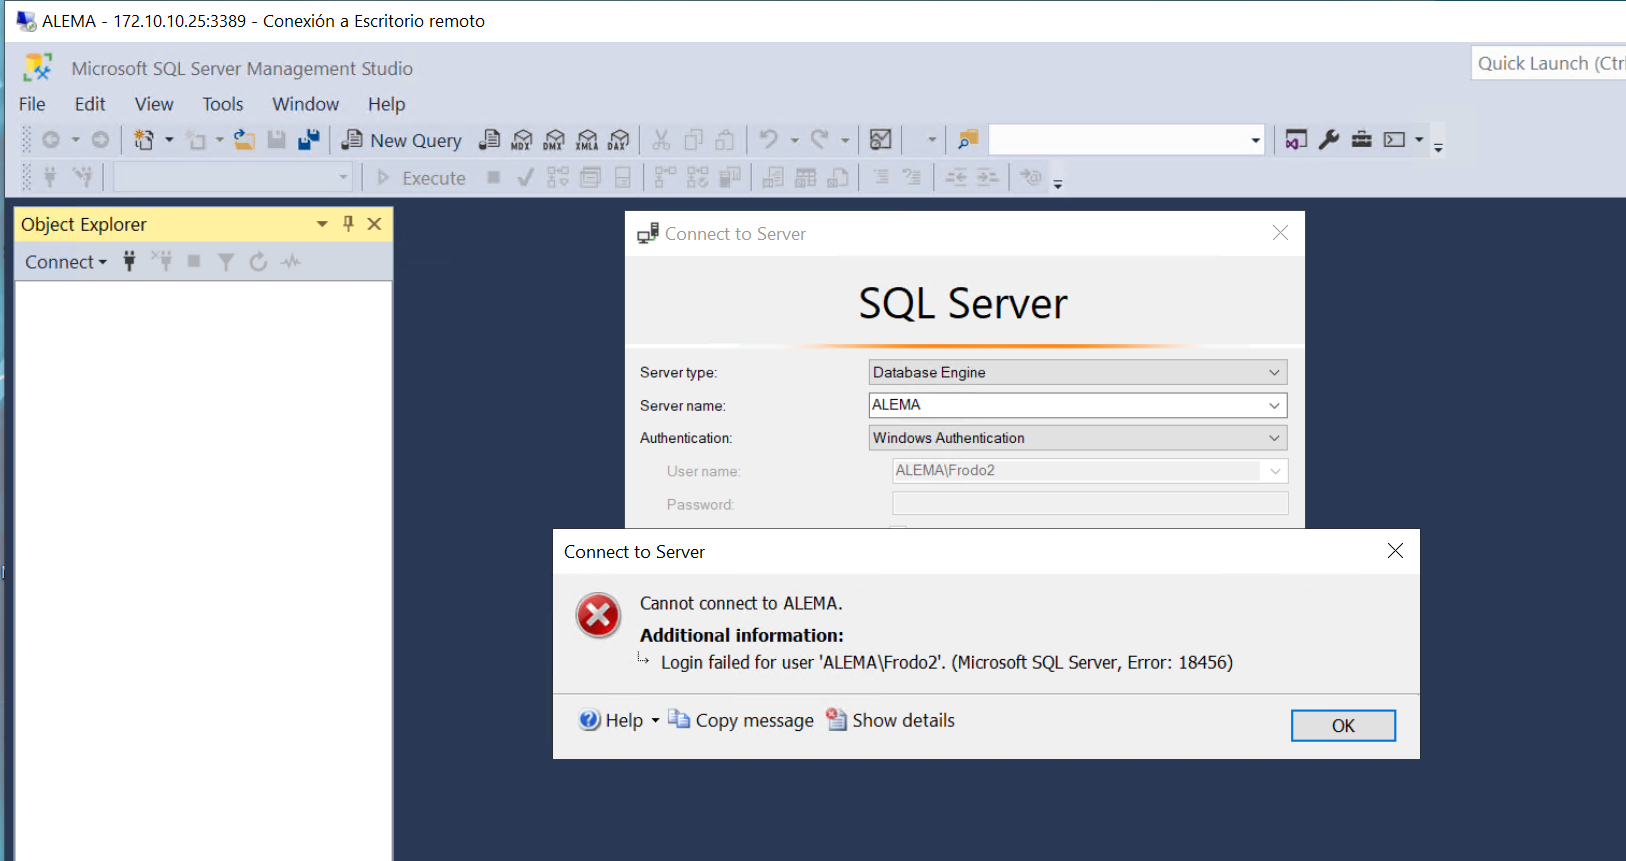 ALEMA - 172.10.10.25:3389 - Conexión a Escritorio remoto
Microsoft SQL Server Management Studio
Quick Launch (Ctrl
File Edit View Tools Window Help
New Query MDX DMX XMLA DAX
Execute
Object Explorer
Connect
Connect to Server
SQL Server
Server type: Database Engine
Server name: ALEMA
Authentication: Windows Authentication
User name: ALEMA\Frodo2
Password:
Connect to Server
Cannot connect to ALEMA.
Additional information:
Login failed for user 'ALEMA\Frodo2'. (Microsoft SQL Server, Error: 18456)
Help Copy message Show details OK